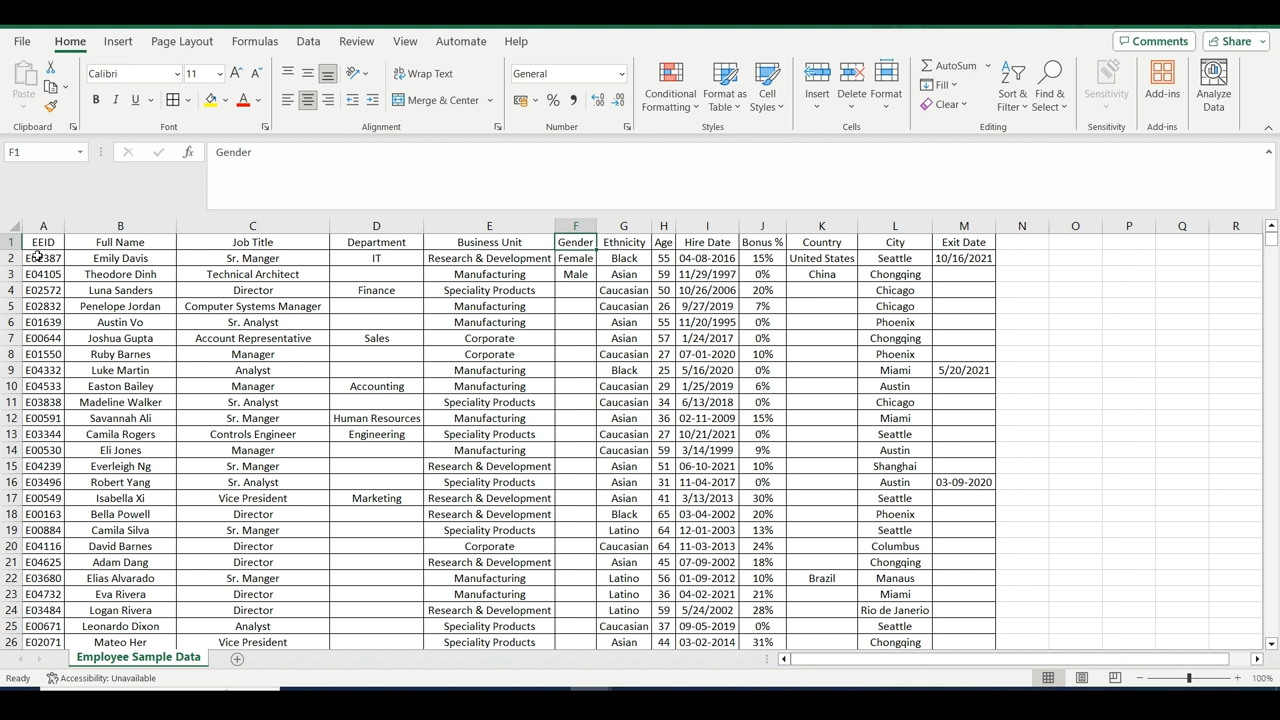 File Home Insert Page Layout Formulas Data Review View Automate Help Comments Share
Paste Calibri 11 A A Wrap Text General Conditional Formatting Format as Table Cell Styles Insert Delete Format AutoSum Fill Clear Sort & Filter Find & Select Sensitivity Add-ins Analyze Data
B I U A Merge & Center % ,
Clipboard Font Alignment Number Styles Cells Editing Sensitivity Add-ins
F1 fx Gender
A B C D E F G H I J K L M N O P Q R
1 EEID Full Name Job Title Department Business Unit Gender Ethnicity Age Hire Date Bonus % Country City Exit Date
2 E02387 Emily Davis Sr. Manger IT Research & Development Female Black 55 04-08-2016 15% United States Seattle 10/16/2021
3 E04105 Theodore Dinh Technical Architect Manufacturing Male Asian 59 11/29/1997 0% China Chongqing
4 E02572 Luna Sanders Director Finance Speciality Products Caucasian 50 10/26/2006 20% Chicago
5 E02832 Penelope Jordan Computer Systems Manager Manufacturing Caucasian 26 9/27/2019 7% Chicago
6 E01639 Austin Vo Sr. Analyst Manufacturing Asian 55 11/20/1995 0% Phoenix
7 E00644 Joshua Gupta Account Representative Sales Corporate Asian 57 1/24/2017 0% Chongqing
8 E01550 Ruby Barnes Manager Corporate Caucasian 27 07-01-2020 10% Phoenix
9 E04332 Luke Martin Analyst Manufacturing Black 25 5/16/2020 0% Miami 5/20/2021
10 E04533 Easton Bailey Manager Accounting Manufacturing Caucasian 29 1/25/2019 6% Austin
11 E03838 Madeline Walker Sr. Analyst Speciality Products Caucasian 34 6/13/2018 0% Chicago
12 E00591 Savannah Ali Sr. Manger Human Resources Manufacturing Asian 36 02-11-2009 15% Miami
13 E03344 Camila Rogers Controls Engineer Engineering Speciality Products Caucasian 27 10/21/2021 0% Seattle
14 E00530 Eli Jones Manager Manufacturing Caucasian 59 3/14/1999 9% Austin
15 E04239 Everleigh Ng Sr. Manger Research & Development Asian 51 06-10-2021 10% Shanghai
16 E03496 Robert Yang Sr. Analyst Speciality Products Asian 31 11-04-2017 0% Austin 03-09-2020
17 E00549 Isabella Xi Vice President Marketing Research & Development Asian 41 3/13/2013 30% Seattle
18 E00163 Bella Powell Director Research & Development Black 65 03-04-2002 20% Phoenix
19 E00884 Camila Silva Sr. Manger Speciality Products Latino 64 12-01-2003 13% Seattle
20 E04116 David Barnes Director Corporate Caucasian 64 11-03-2013 24% Columbus
21 E04625 Adam Dang Director Research & Development Asian 45 07-09-2002 18% Chongqing
22 E03680 Elias Alvarado Sr. Manger Manufacturing Latino 56 01-09-2012 10% Brazil Manaus
23 E04732 Eva Rivera Director Manufacturing Latino 36 04-02-2021 21% Miami
24 E03484 Logan Rivera Director Research & Development Latino 59 5/24/2002 28% Rio de Janerio
25 E00671 Leonardo Dixon Analyst Speciality Products Caucasian 37 09-05-2019 0% Seattle
26 E02071 Mateo Her Vice President Speciality Products Asian 44 03-02-2014 31% Chongqing
Employee Sample Data
Ready Accessibility: Unavailable 100%